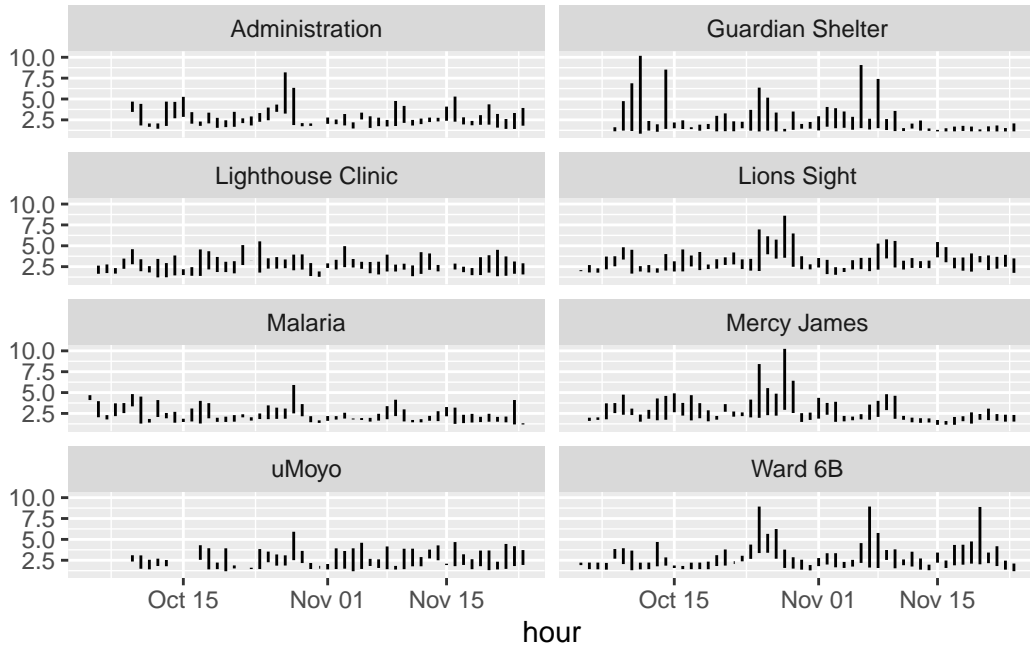 Administration
Guardian Shelter
10.0
7.5
5.0
2.5
Lighthouse Clinic
Lions Sight
10.0
7.5
5.0
2.5
Malaria
Mercy James
10.0
7.5
5.0
2.5
uMoyo
Ward 6B
10.0
7.5
5.0
2.5
Oct 15
Nov 01
Nov 15
Oct 15
Nov 01
Nov 15
hour